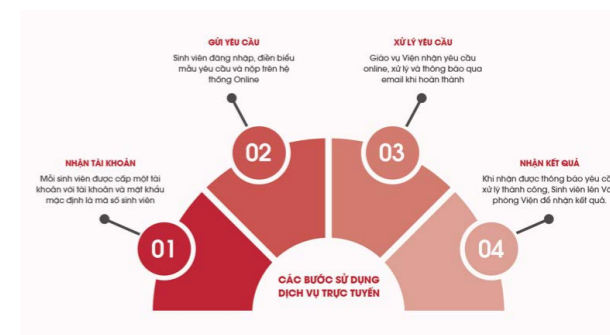 NHẬN TÀI KHOẢN
Mỗi sinh viên được cấp một tài
khoản với tài khoản và mật khẩu
mặc định là mã số sinh viên
01
GỬI YÊU CẦU
Sinh viên đăng nhập, điền biểu
mẫu yêu cầu và nộp trên hệ
thống Online
02
XỬ LÝ YÊU CẦU
Giáo vụ Viện nhận yêu cầu
online, xử lý và thông báo qua
email khi hoàn thành
03
NHẬN KẾT QUẢ
Khi nhận được thông báo yêu
xử lý thành công, Sinh viên lên
phòng Viện để nhận kết quả.
04
CÁC BƯỚC SỬ DỤNG
DỊCH VỤ TRỰC TUYẾN